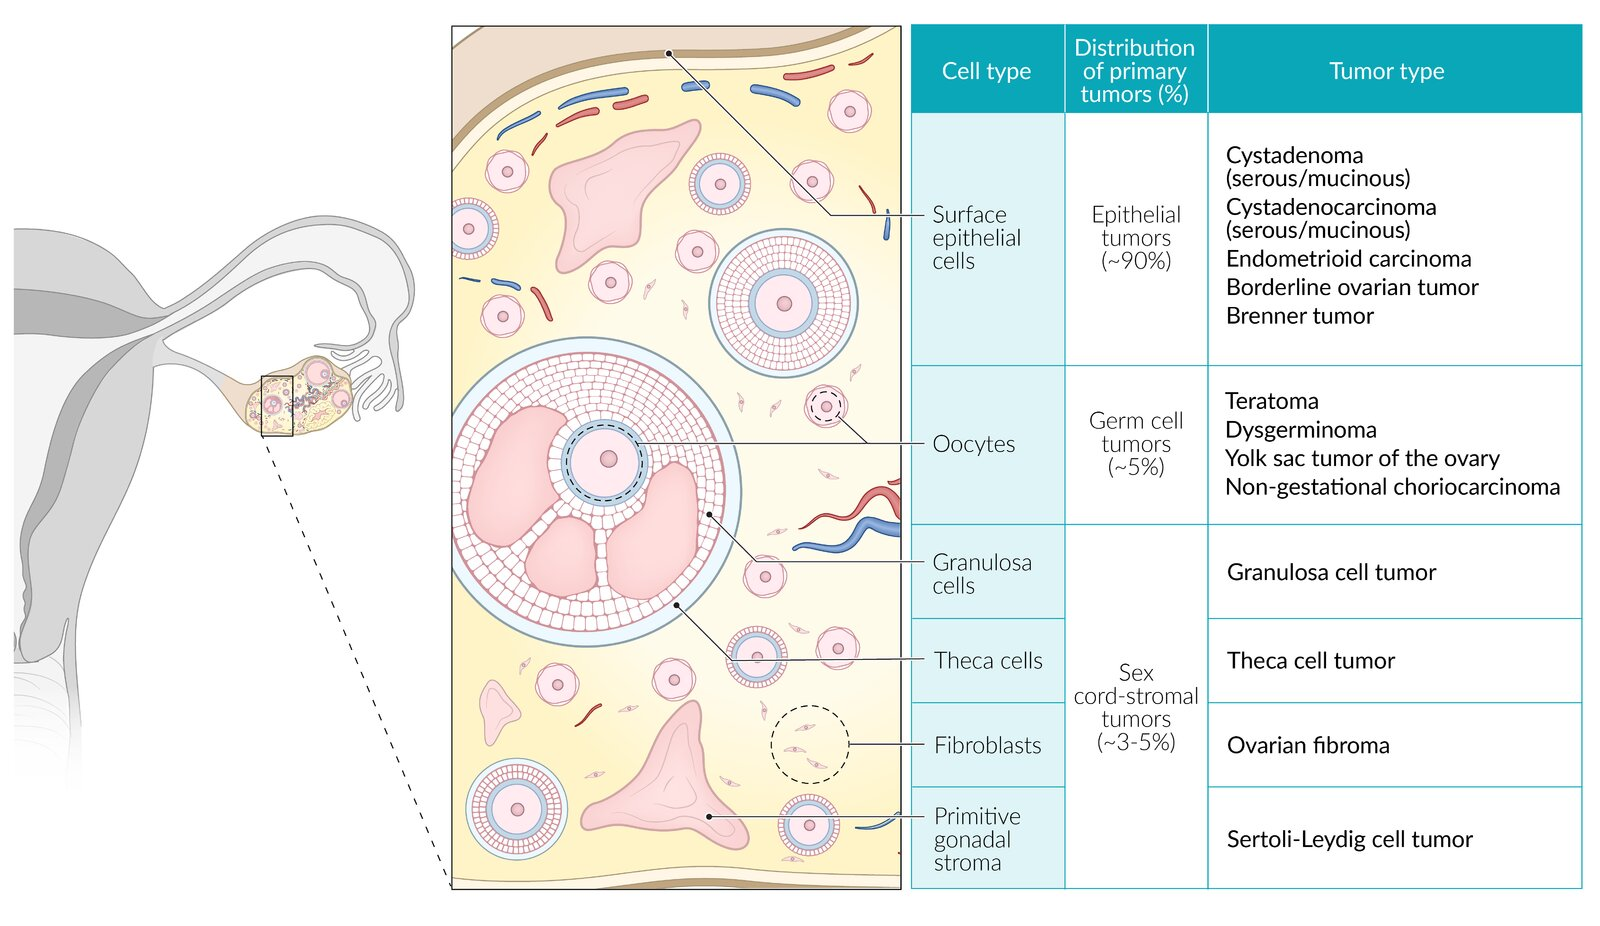 Cell type
Distribution
of primary
tumors (%)
Tumor type
Surface
epithelial
cells
Epithelial
tumors
(~90%)
Cystadenoma
(serous/mucinous)
Cystadenocarcinoma
(serous/mucinous)
Endometrioid carcinoma
Borderline ovarian tumor
Brenner tumor
Oocytes
Germ cell
tumors
(~5%)
Teratoma
Dysgerminoma
Yolk sac tumor of the ovary
Non-gestational choriocarcinoma
Granulosa
cells
Sex
cord-stromal
tumors
(~3-5%)
Granulosa cell tumor
Theca cells
Theca cell tumor
Fibroblasts
Ovarian fibroma
Primitive
gonadal
stroma
Sertoli-Leydig cell tumor